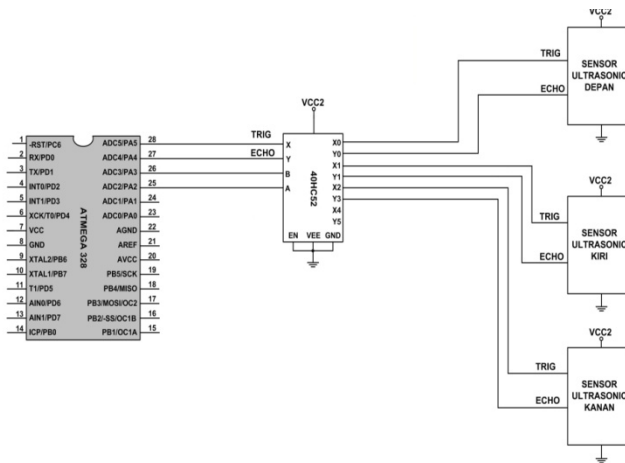 VCC2
TRIG
SENSOR
ULTRASONIC
DEPAN
ECHO
VCC2
1 -RST/PC6 ADC5/PA5 28
2 RX/PD0 ADC4/PA4 27
3 TX/PD1 ADC3/PA3 26
4 INT0/PD2 ADC2/PA2 25
5 INT1/PD3 ADC1/PA1 24
6 XCK/T0/PD4 ADC0/PA0 23
7 VCC AGND 22
8 GND AREF 21
9 XTAL2/PB6 AVCC 20
10 XTAL1/PB7 PB5/SCK 19
11 T1/PD5 PB4/MISO 18
12 AIN0/PD6 PB3/MOSI/OC2 17
13 AIN1/PD7 PB2/-SS/OC1B 16
14 ICP/PB0 PB1/OC1A 15
ATMEGA 328
TRIG
ECHO
X X0
Y Y0
B X1
Y1
A X2
Y3
X4
Y5
40HC52
EN VEE GND
VCC2
TRIG
SENSOR
ULTRASONIC
KIRI
ECHO
VCC2
TRIG
SENSOR
ULTRASONIC
KANAN
ECHO